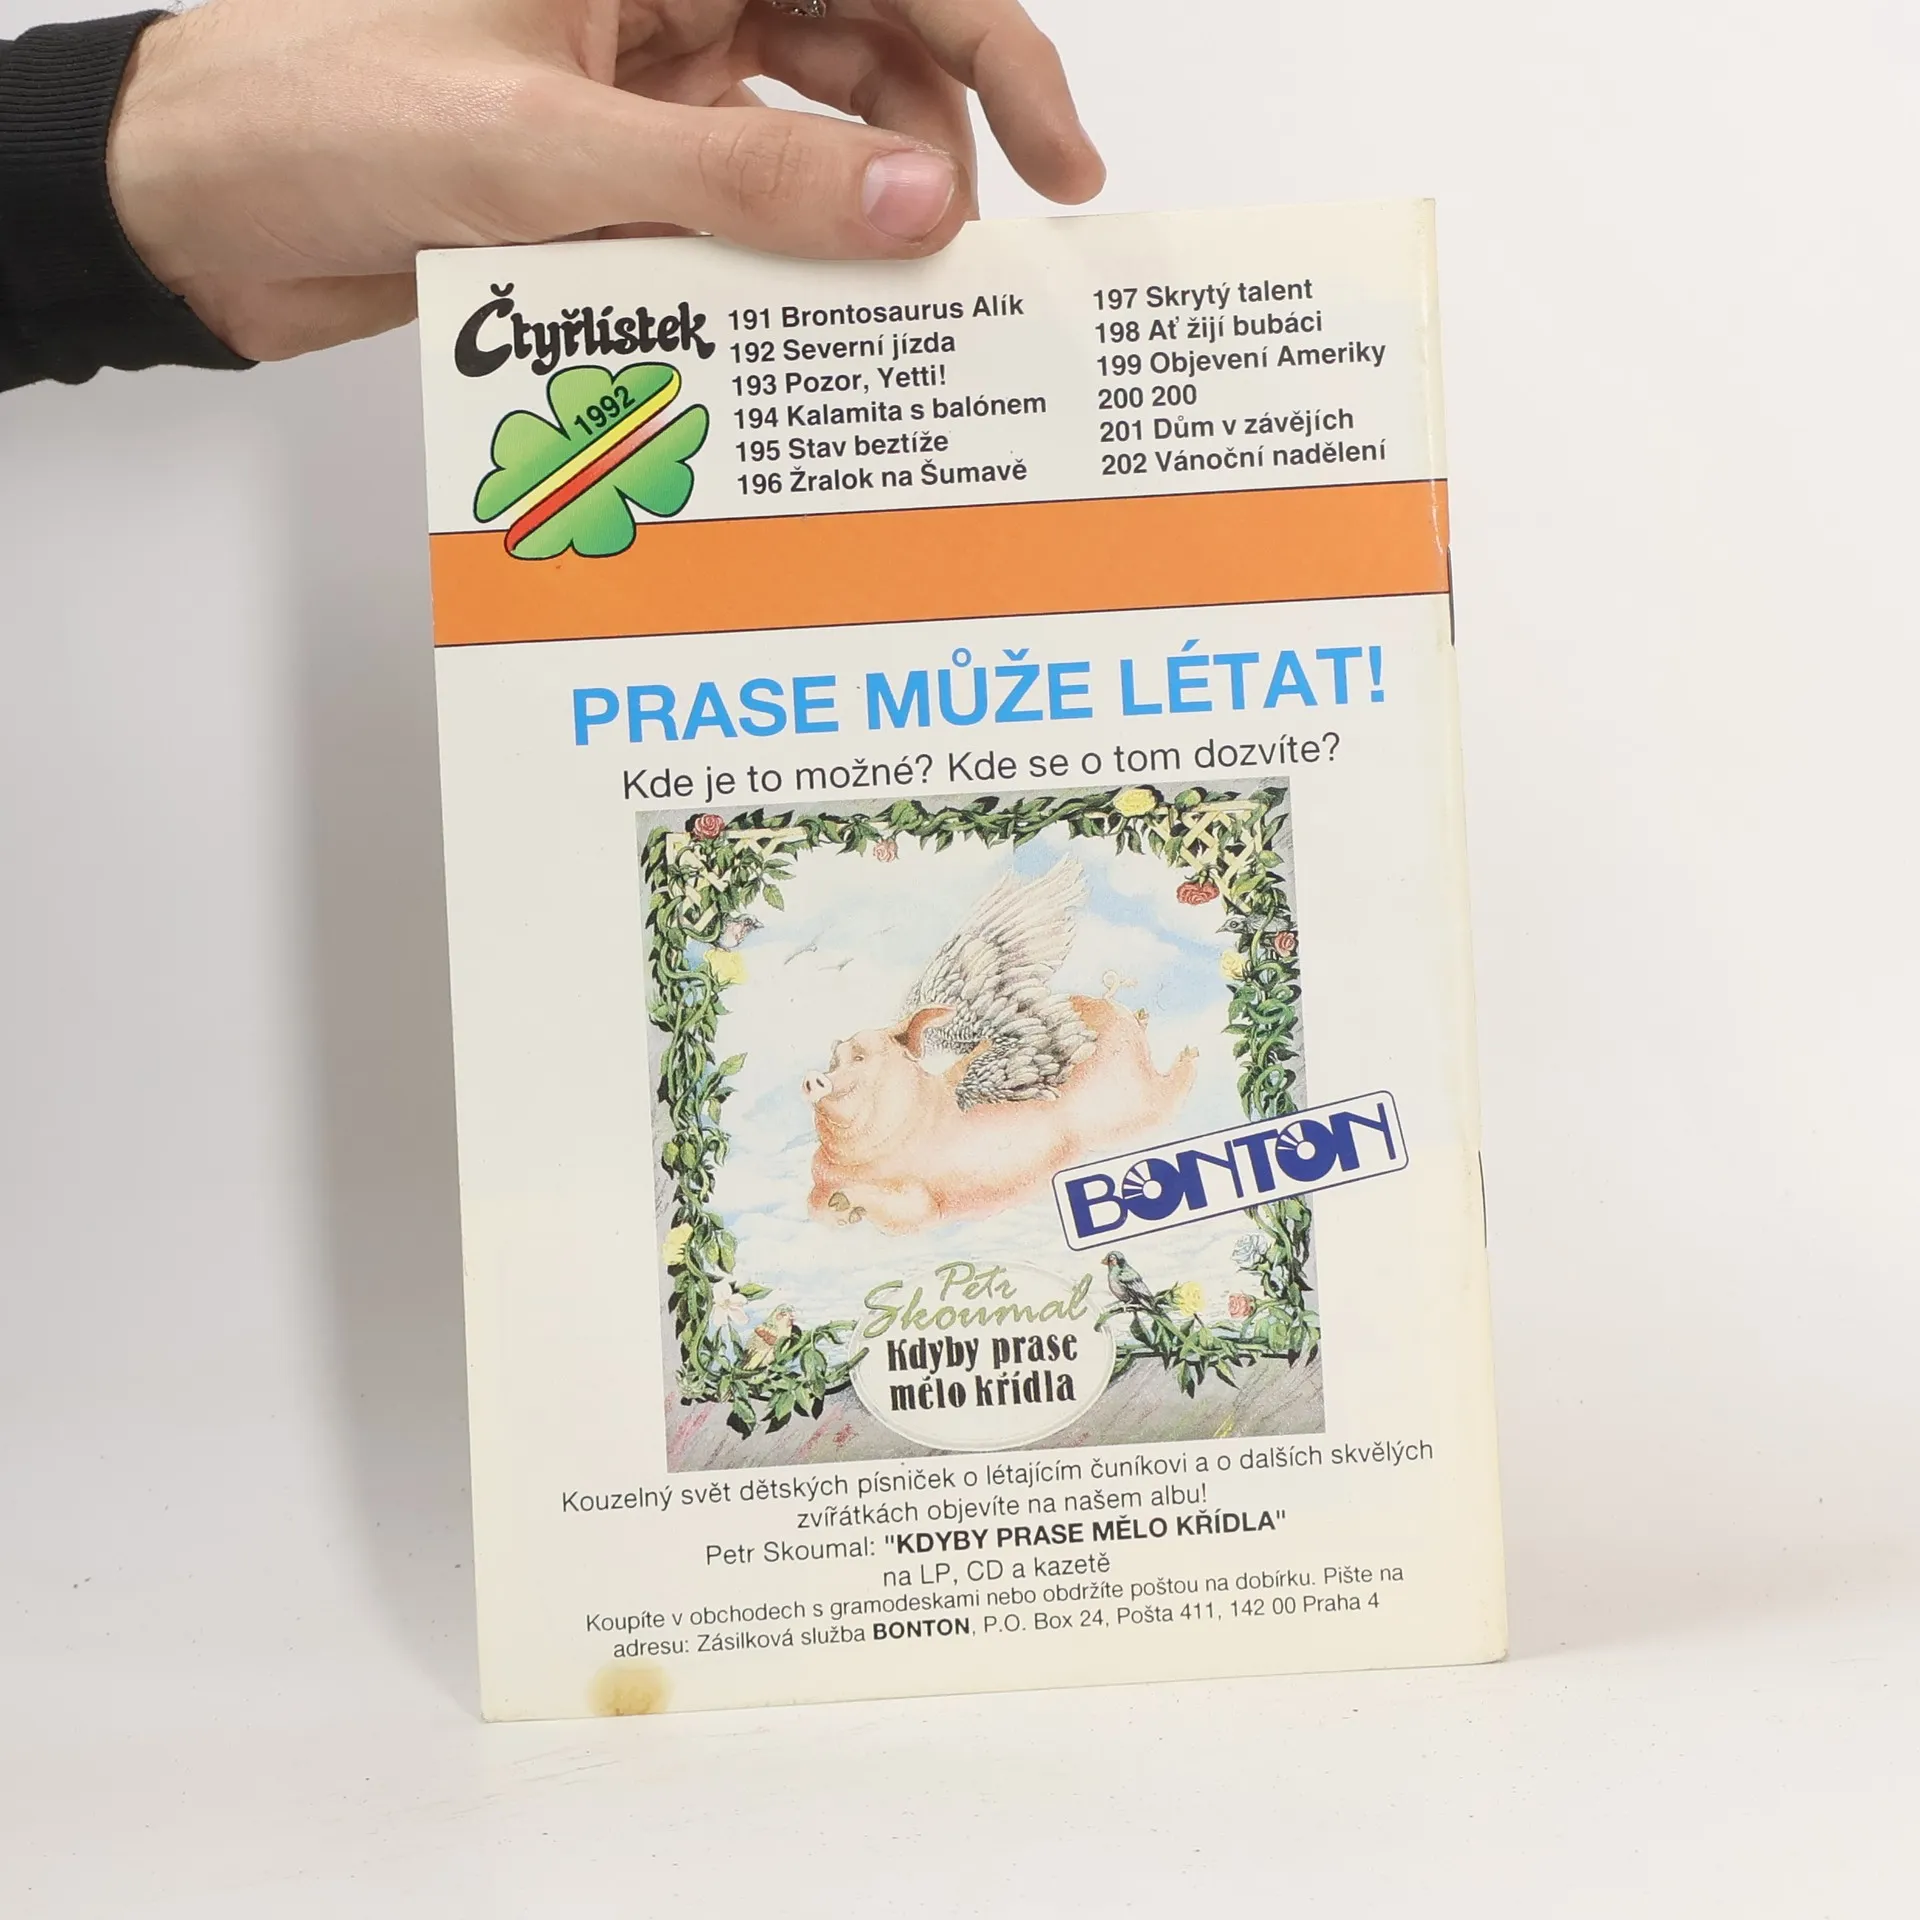 Čtyřlístek
1992
191 Brontosaurus Alík
192 Severní jízda
193 Pozor, Yetti!
194 Kalamita s balónem
195 Stav beztíže
196 Žralok na Šumavě
197 Skrytý talent
198 Ať žijí bubáci
199 Objevení Ameriky
200 200
201 Dům v závějích
202 Vánoční nadělení
PRASE MŮŽE LÉTAT!
Kde je to možné? Kde se o tom dozvíte?
BONTON
Petr
Skoumal
Kdyby prase
mělo křídla
Kouzelný svět dětských písniček o létajícím čuníkovi a o dalších skvělých
zvířátkách objevíte na našem albu!
Petr Skoumal: "KDYBY PRASE MĚLO KŘÍDLA"
na LP, CD a kazetě
Koupíte v obchodech s gramodeskami nebo obdržíte poštou na dobírku. Pište na
adresu: Zásilková služba BONTON, P.O. Box 24, Pošta 411, 142 00 Praha 4